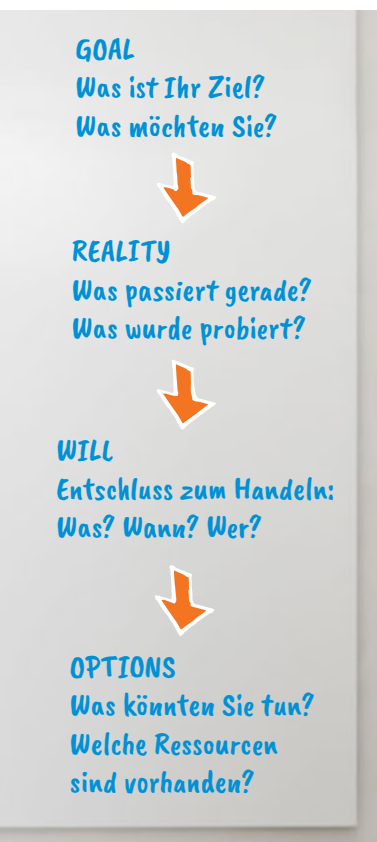 GOAL
Was ist Ihr Ziel?
Was möchten Sie?
REALITY
Was passiert gerade?
Was wurde probiert?
WILL
Entschluss zum Handeln:
Was? Wann? Wer?
OPTIONS
Was könnten Sie tun?
Welche Ressourcen
sind vorhanden?